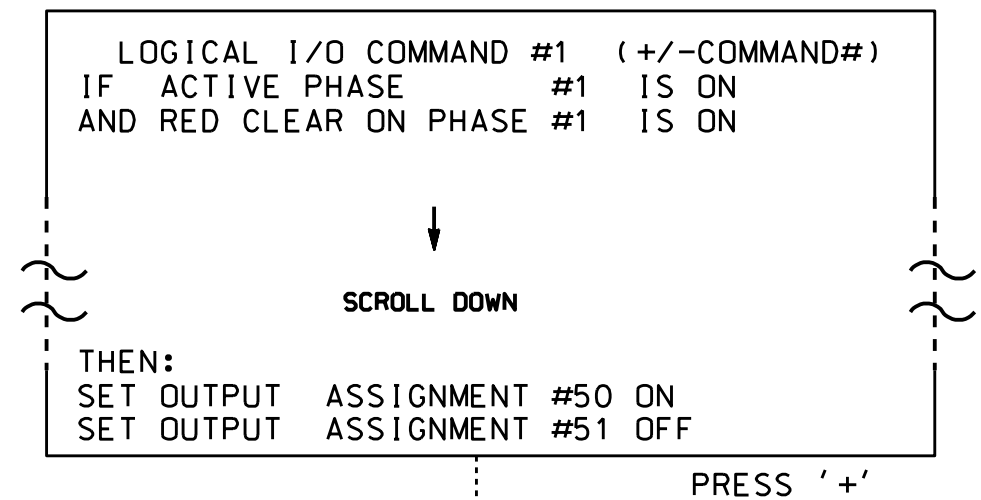 LOGICAL I/O COMMAND #1 (+/-COMMAND#)
IF ACTIVE PHASE #1 IS ON
AND RED CLEAR ON PHASE #1 IS ON
SCROLL DOWN
THEN:
SET OUTPUT ASSIGNMENT #50 ON
SET OUTPUT ASSIGNMENT #51 OFF
PRESS '+'